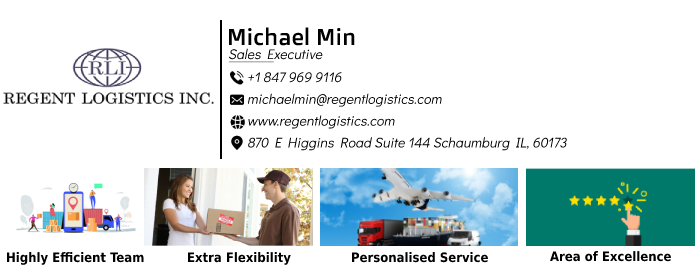 RLI
REGENT LOGISTICS INC.
Michael Min
Sales Executive
+1 847 969 9116
michaelmin@regentlogistics.com
www.regentlogistics.com
870 E Higgins Road Suite 144 Schaumburg IL, 60173
Highly Efficient Team
Extra Flexibility
Personalised Service
Area of Excellence